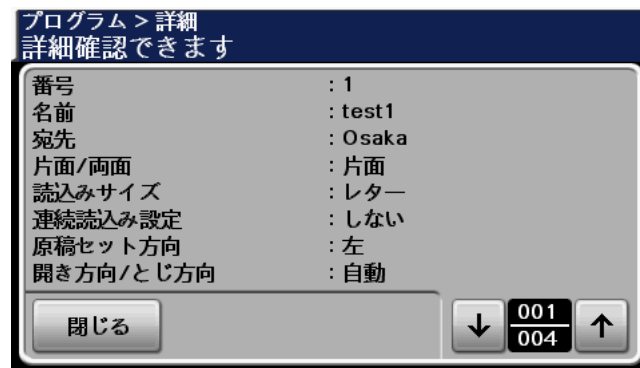 プログラム > 詳細
詳細確認できます
番号 : 1
名前 : test1
宛先 : Osaka
片面/両面 : 片面
読込みサイズ : レター
連続読込み設定 : しない
原稿セット方向 : 左
開き方向/とじ方向 : 自動
閉じる ↓ 001/004 ↑